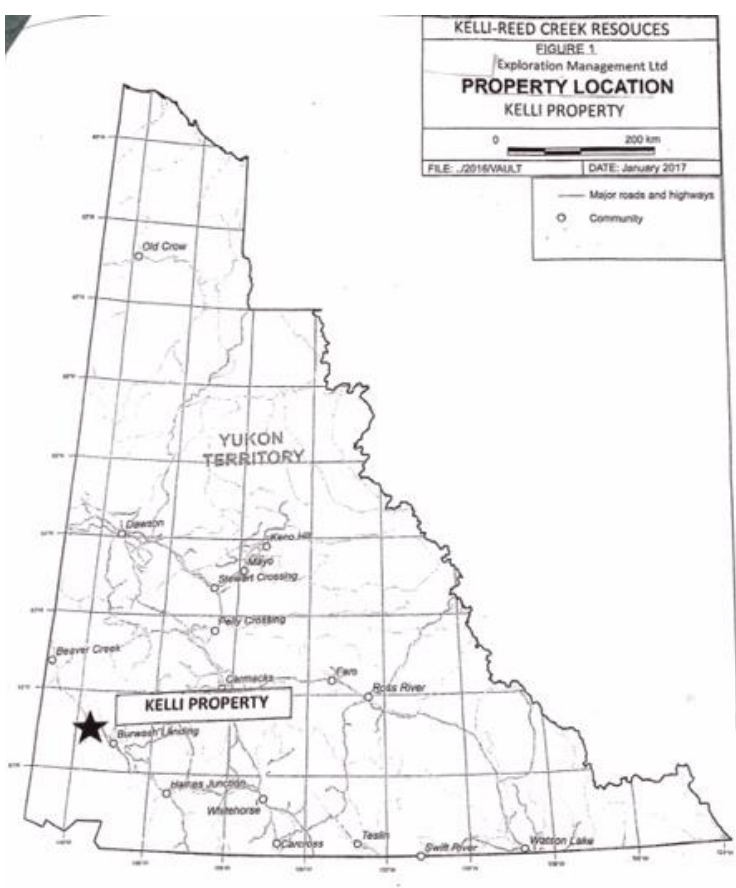 KELLI-REED CREEK RESOUCES
FIGURE 1
Exploration Management Ltd
PROPERTY LOCATION
KELLI PROPERTY
0 200 km
FILE: ../2016/VAULT DATE: January 2017
Major roads and highways
Community
Old Crow
YUKON
TERRITORY
Dawson
Keno Hill
Mayo
Stewart Crossing
Pelly Crossing
Beaver Creek
Carmacks
Faro
Ross River
KELLI PROPERTY
Burwash Landing
Haines Junction
Whitehorse
Carcross
Teslin
Swift River
Watson Lake